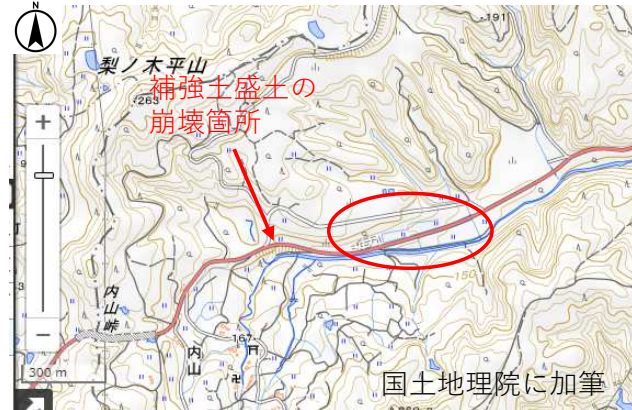 N
・191
梨ノ木平山
・263
補強土盛土の
崩壊箇所
+
150
内山峠
−
内山
167
300 m
国土地理院に加筆